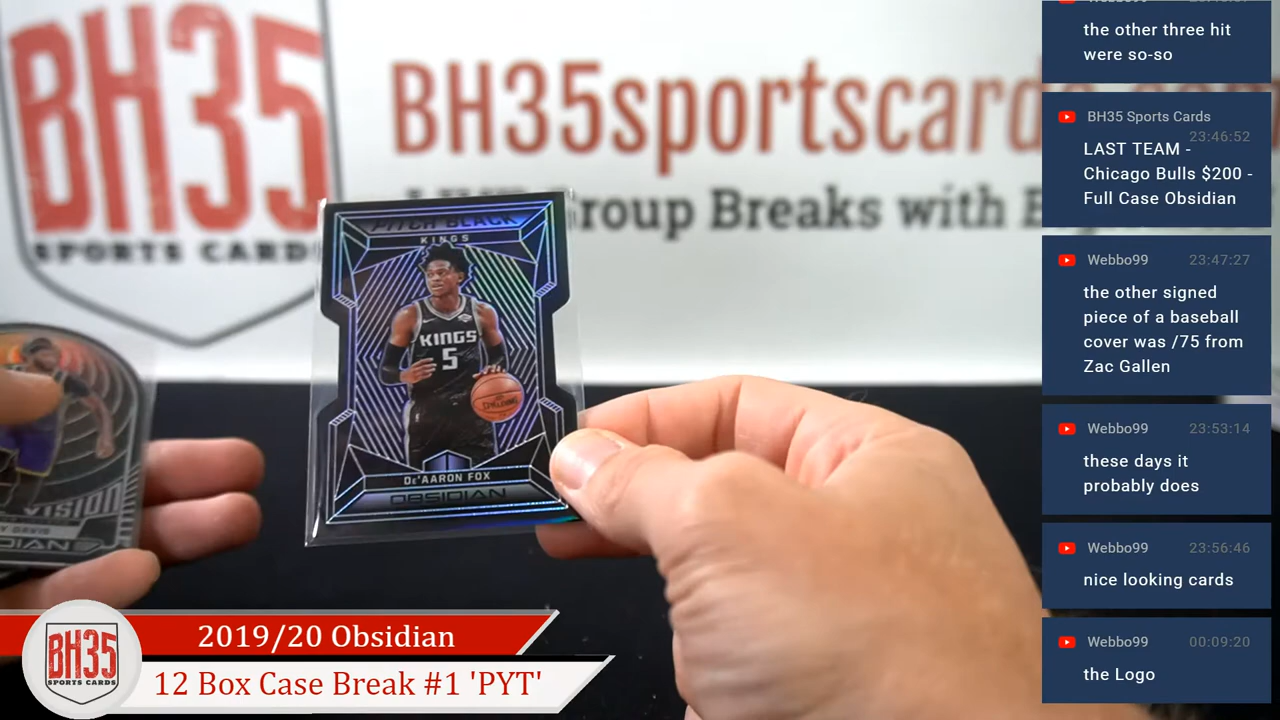 BH35
SPORTS CARDS
BH35sportscard
Group Breaks with
PITCH BLACK
KINGS
KINGS
5
SPALDING
De'AARON FOX
OBSIDIAN
VISION
BH35
SPORTS CARDS
2019/20 Obsidian
12 Box Case Break #1 'PYT'
the other three hit
were so-so
BH35 Sports Cards
23:46:52
LAST TEAM -
Chicago Bulls $200 -
Full Case Obsidian
Webbo99 23:47:27
the other signed
piece of a baseball
cover was /75 from
Zac Gallen
Webbo99 23:53:14
these days it
probably does
Webbo99 23:56:46
nice looking cards
Webbo99 00:09:20
the Logo